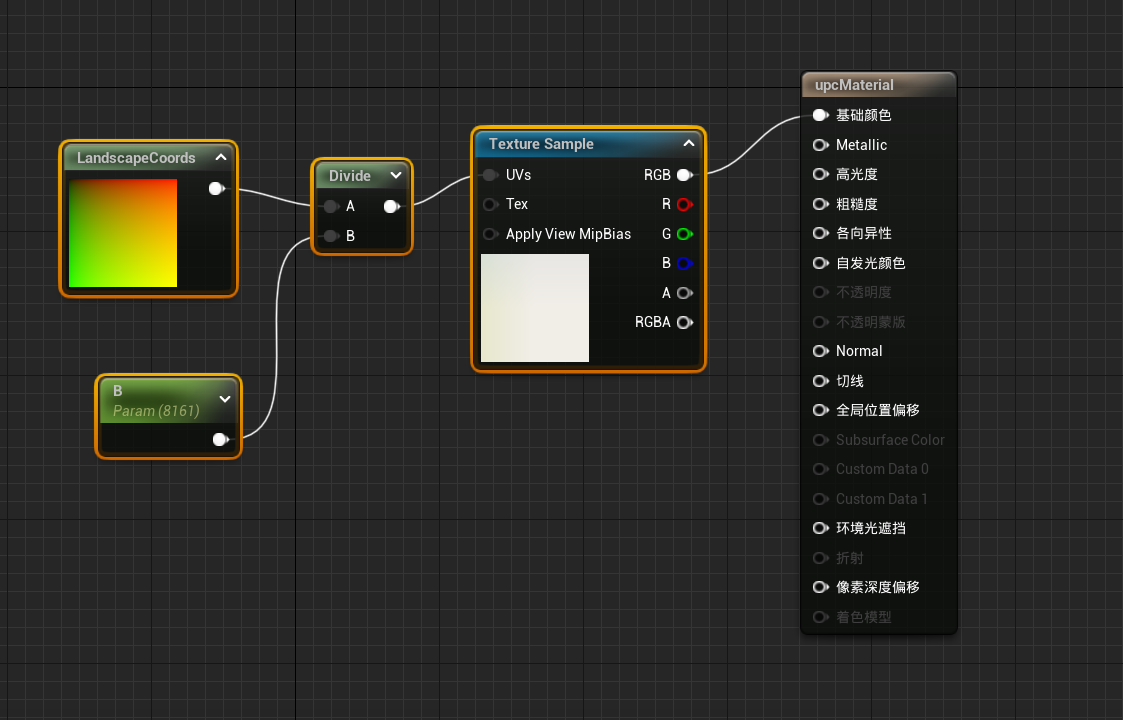 LandscapeCoords
Divide
A
B
B
Param (8161)
Texture Sample
UVs
RGB
Tex
R
Apply View MipBias
G
B
A
RGBA
upcMaterial
基础颜色
Metallic
高光度
粗糙度
各向异性
自发光颜色
不透明度
不透明蒙版
Normal
切线
全局位置偏移
Subsurface Color
Custom Data 0
Custom Data 1
环境光遮挡
折射
像素深度偏移
着色模型